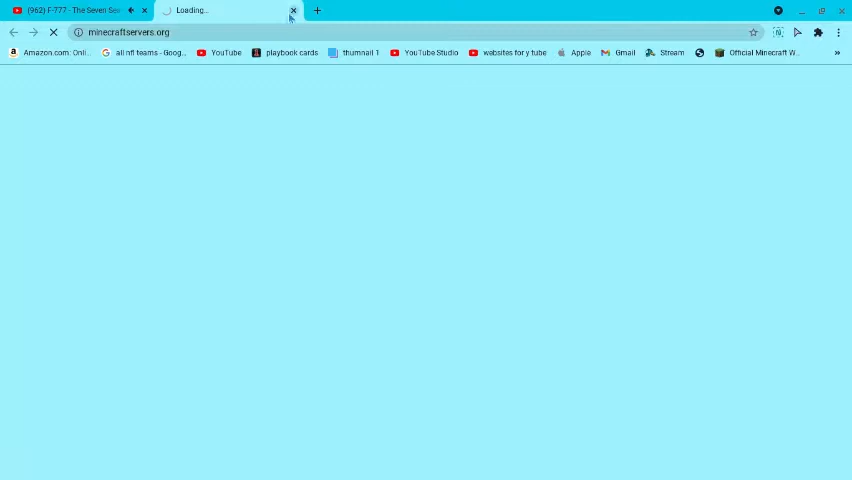 (962) F-777 - The Seven Sea
Loading...
minecraftservers.org
Amazon.com: Onli... all nfl teams - Goog... YouTube playbook cards thumnail 1 YouTube Studio websites for y tube Apple Gmail Stream Official Minecraft W... »